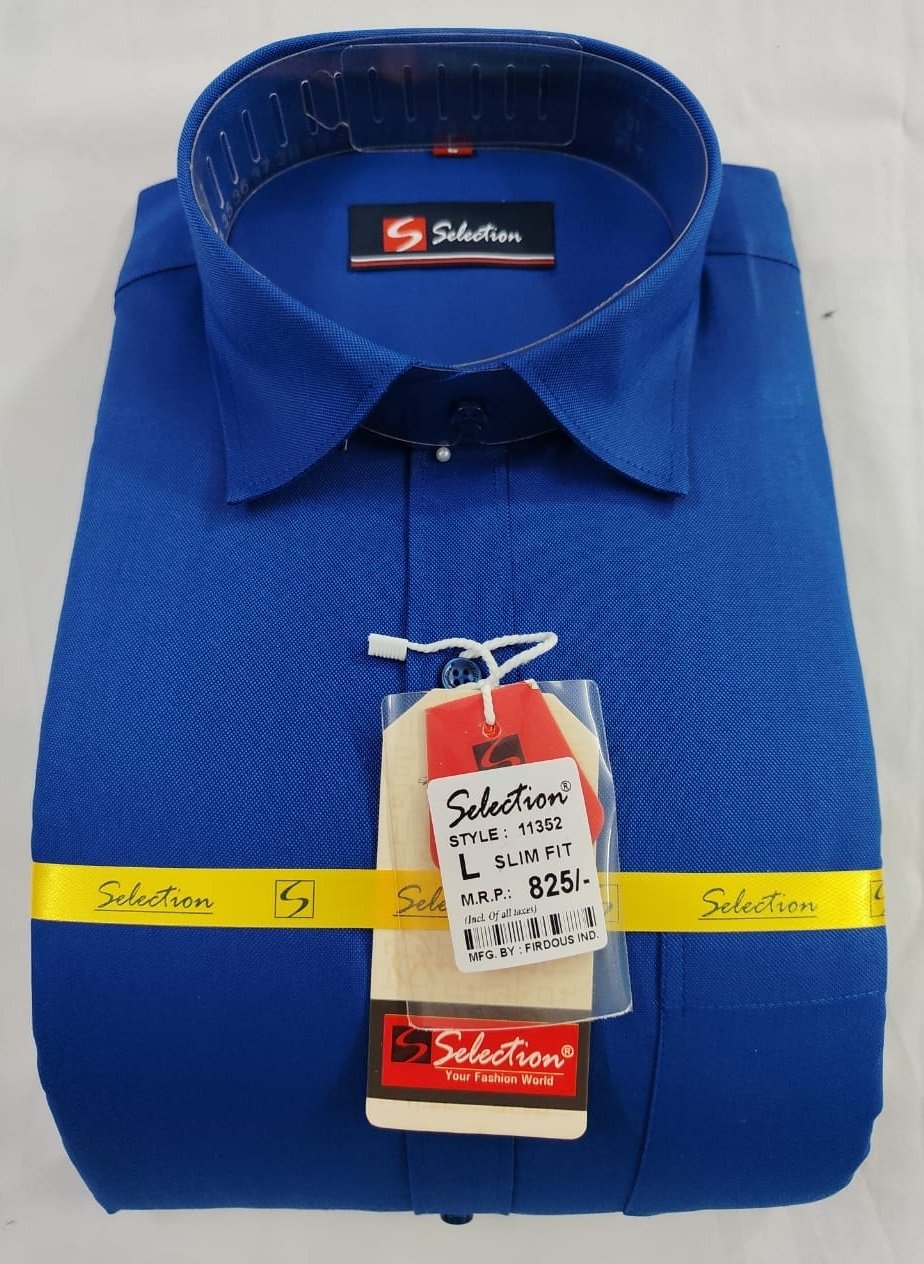 Selection
Selection®
STYLE : 11352
L SLIM FIT
M.R.P.: 825/-
(Incl. Of all taxes)
MFG. BY : FIRDOUS IND.
Selection
Sele
Selection
Selection®
Your Fashion World